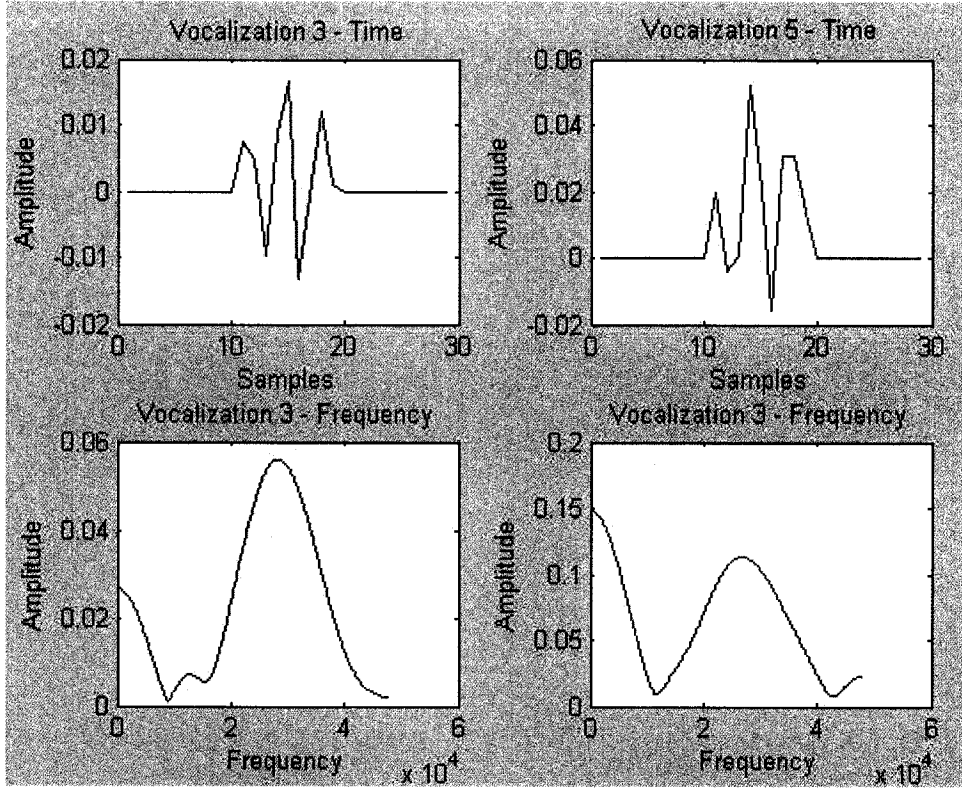 Vocalization 3 - Time
Amplitude
0.02
0.01
0
-0.01
-0.02
0 10 20 30
Samples
Vocalization 5 - Time
Amplitude
0.06
0.04
0.02
0
-0.02
0 10 20 30
Samples
Vocalization 3 - Frequency
Amplitude
0.06
0.04
0.02
0
0 2 4 6
Frequency
x 10^4
Vocalization 3 - Frequency
Amplitude
0.2
0.15
0.1
0.05
0
0 2 4 6
Frequency
x 10^4